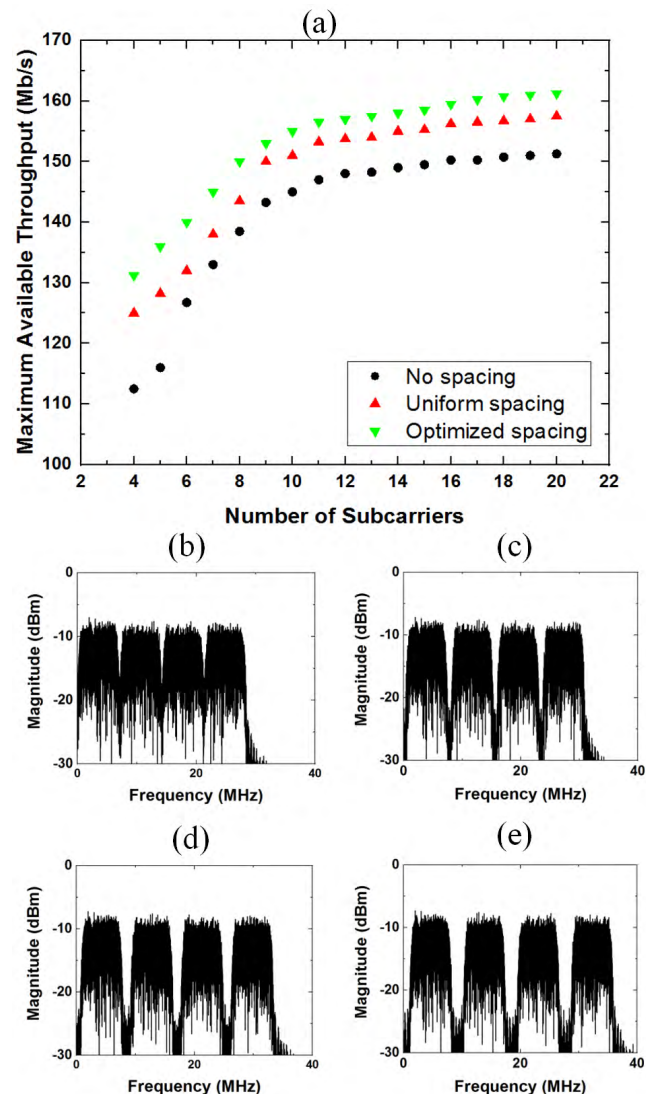 (a)
Maximum Available Throughput (Mb/s)
170
160
150
140
130
120
110
100
2 4 6 8 10 12 14 16 18 20 22
No spacing
Uniform spacing
Optimized spacing
Number of Subcarriers
(b)
Magnitude (dBm)
0
-10
-20
-30
0 20 40
Frequency (MHz)
(c)
Magnitude (dBm)
0
-10
-20
-30
0 20 40
Frequency (MHz)
(d)
Magnitude (dBm)
0
-10
-20
-30
0 20 40
Frequency (MHz)
(e)
Magnitude (dBm)
0
-10
-20
-30
0 20 40
Frequency (MHz)